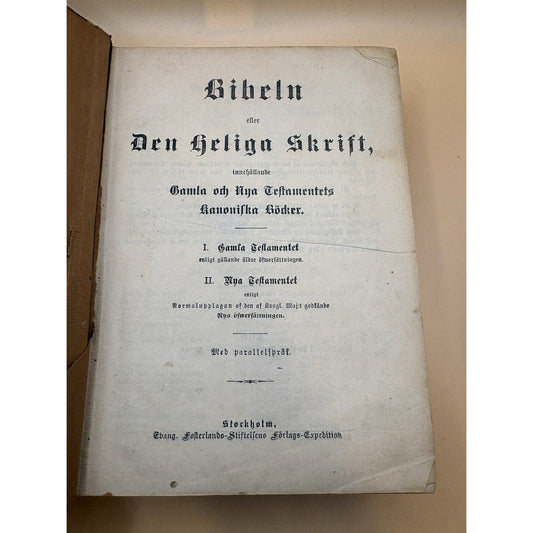 Bibeln
eller
Den Heliga Skrift,
innehållande
Gamla och Nya Testamentets
Kanoniska Böcker.
I. Gamla Testamentet
enligt gällande äldre öfwersättningen.
II. Nya Testamentet
enligt
Normalupplagan af den af Kongl. Maj:t godkända
Nya öfwersättningen.
Med parallelspråk.
Stockholm,
Evang. Fosterlands-Stiftelsens Förlags-Expedition